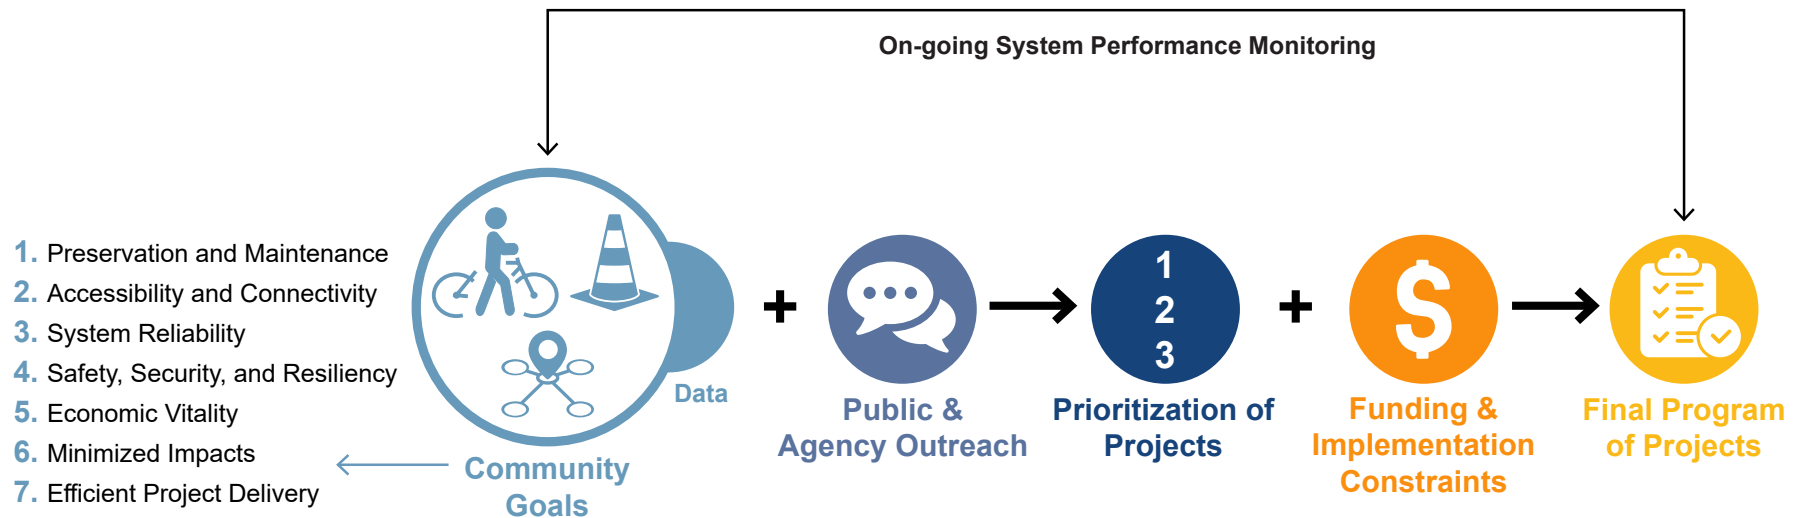 On-going System Performance Monitoring
1. Preservation and Maintenance
2. Accessibility and Connectivity
3. System Reliability
4. Safety, Security, and Resiliency
5. Economic Vitality
6. Minimized Impacts
7. Efficient Project Delivery
Community
Goals
Data
+
Public &
Agency Outreach
1
2
3
Prioritization of
Projects
+
$
Funding &
Implementation
Constraints
Final Program
of Projects